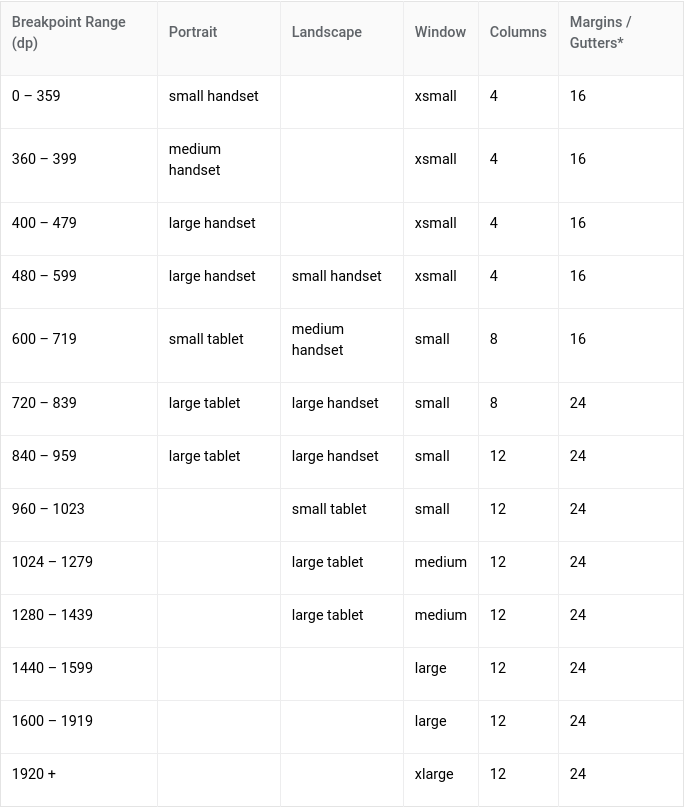 Breakpoint Range (dp) Portrait Landscape Window Columns Margins / Gutters*
0 – 359 small handset xsmall 4 16
360 – 399 medium handset xsmall 4 16
400 – 479 large handset xsmall 4 16
480 – 599 large handset small handset xsmall 4 16
600 – 719 small tablet medium handset small 8 16
720 – 839 large tablet large handset small 8 24
840 – 959 large tablet large handset small 12 24
960 – 1023 small tablet small 12 24
1024 – 1279 large tablet medium 12 24
1280 – 1439 large tablet medium 12 24
1440 – 1599 large 12 24
1600 – 1919 large 12 24
1920 + xlarge 12 24